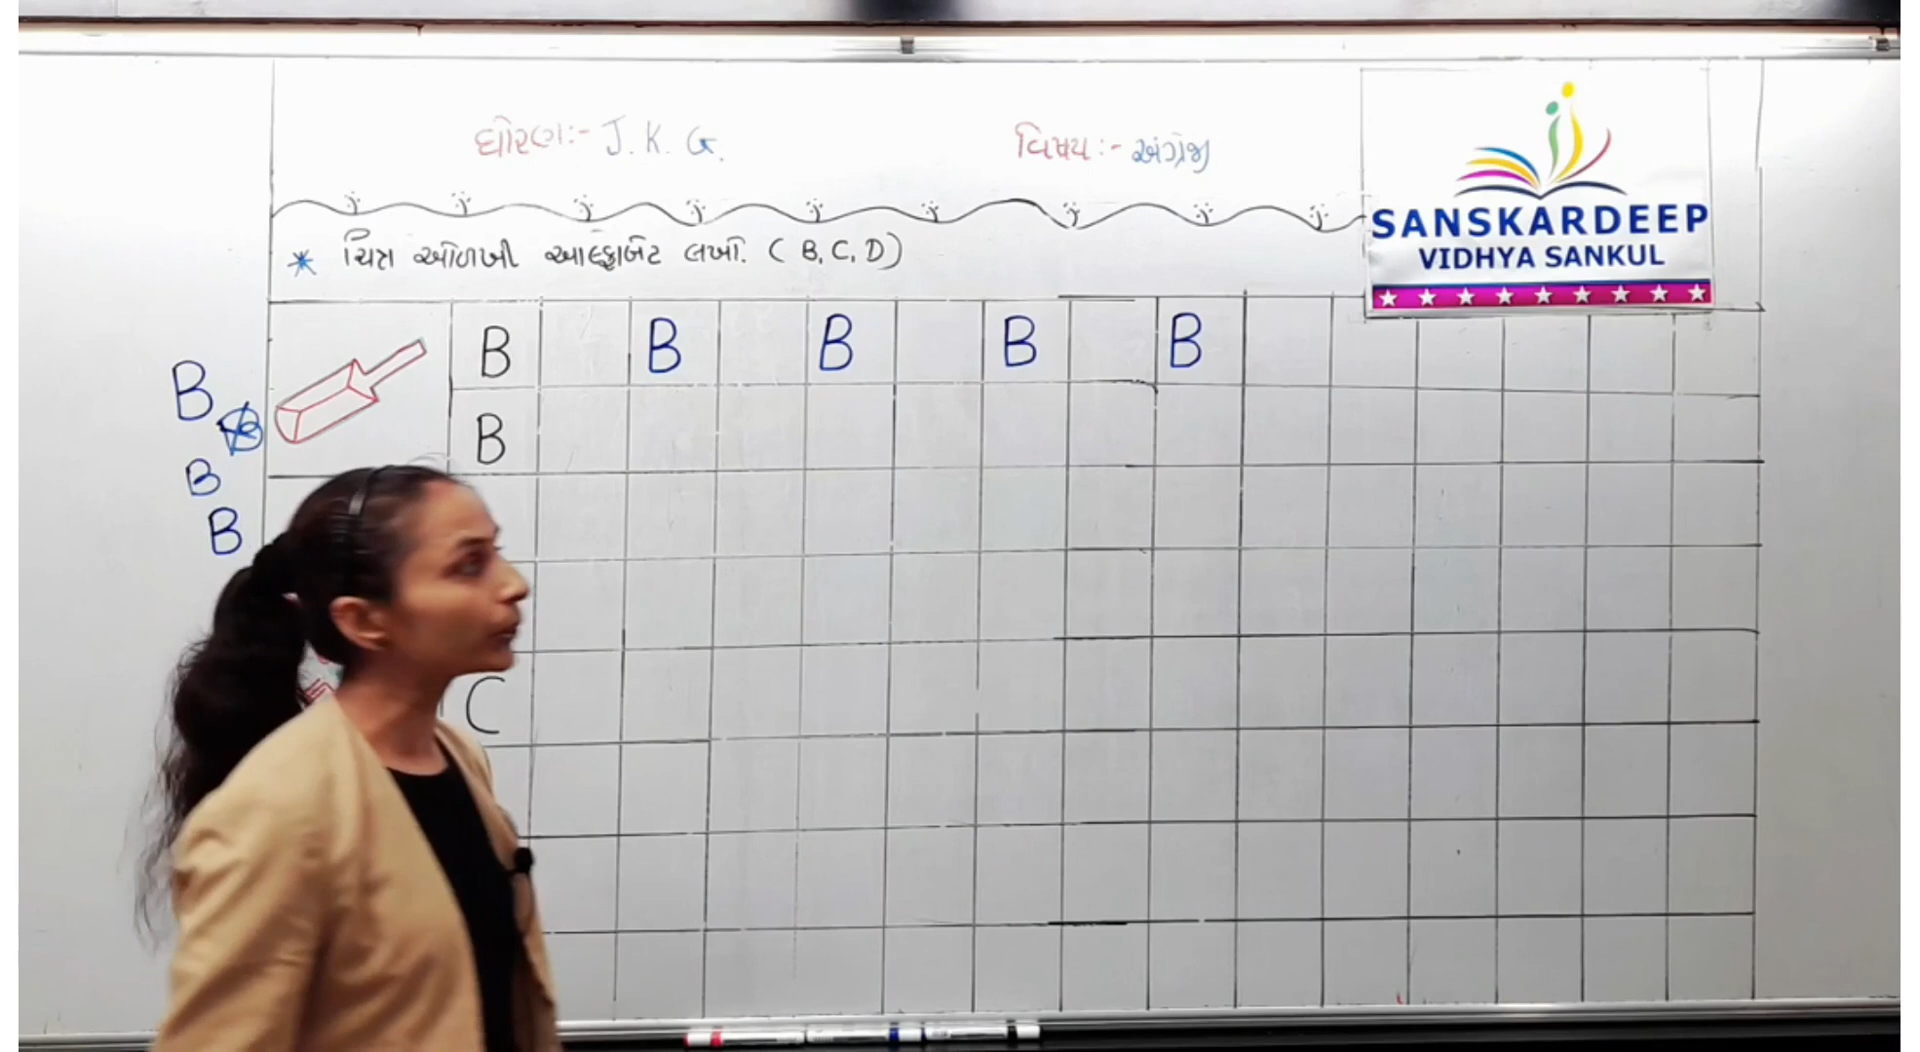 ધોરણ:- J. K. G.
વિષય:- અંગ્રેજી
SANSKARDEEP
VIDHYA SANKUL
* ચિત્ર ઓળખી આલ્ફાબેટ લખો. ( B, C, D )
B B B B B
B
B
B
B
C